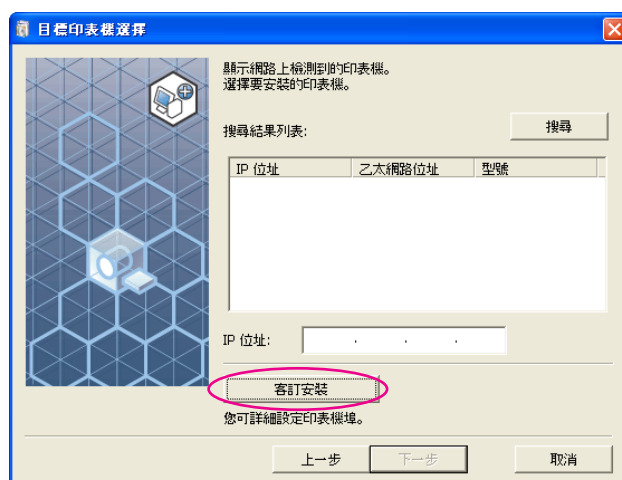 目標印表機選擇
顯示網路上檢測到的印表機。
選擇要安裝的印表機。
搜尋結果列表:
搜尋
IP 位址 乙太網路位址 型號
IP 位址: . . .
客訂安裝
您可詳細設定印表機埠。
上一步 下一步 取消